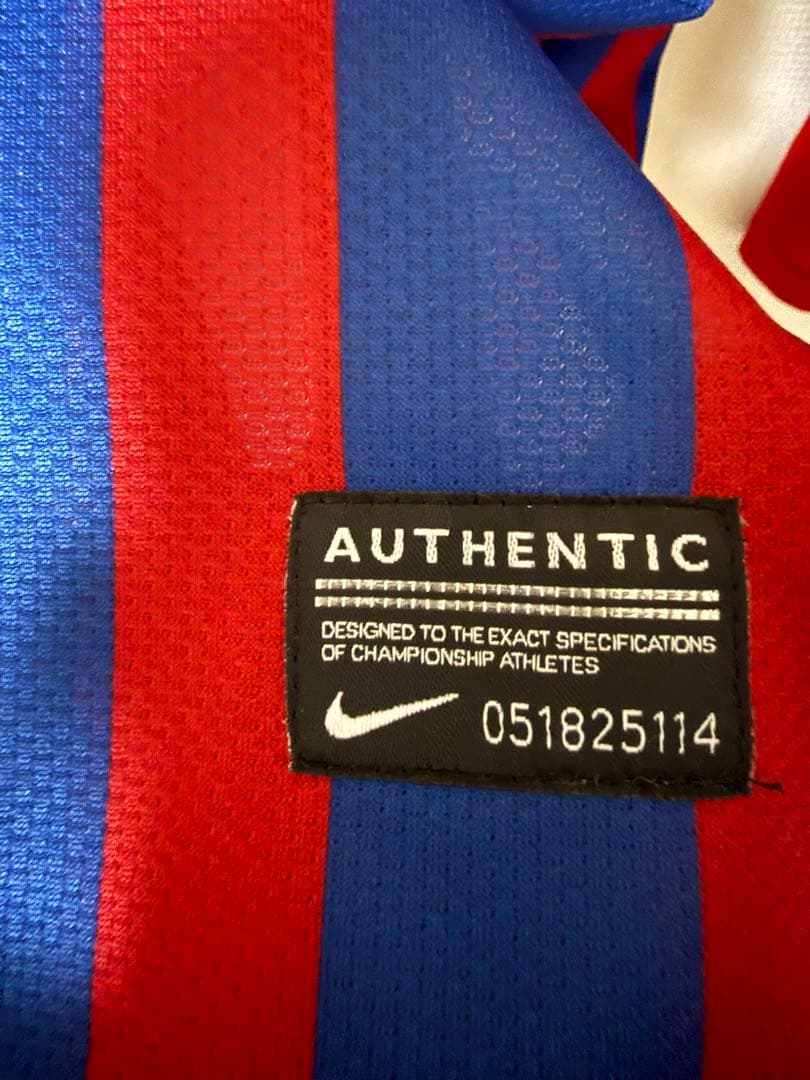 AUTHENTIC
DESIGNED TO THE EXACT SPECIFICATIONS
OF CHAMPIONSHIP ATHLETES
051825114